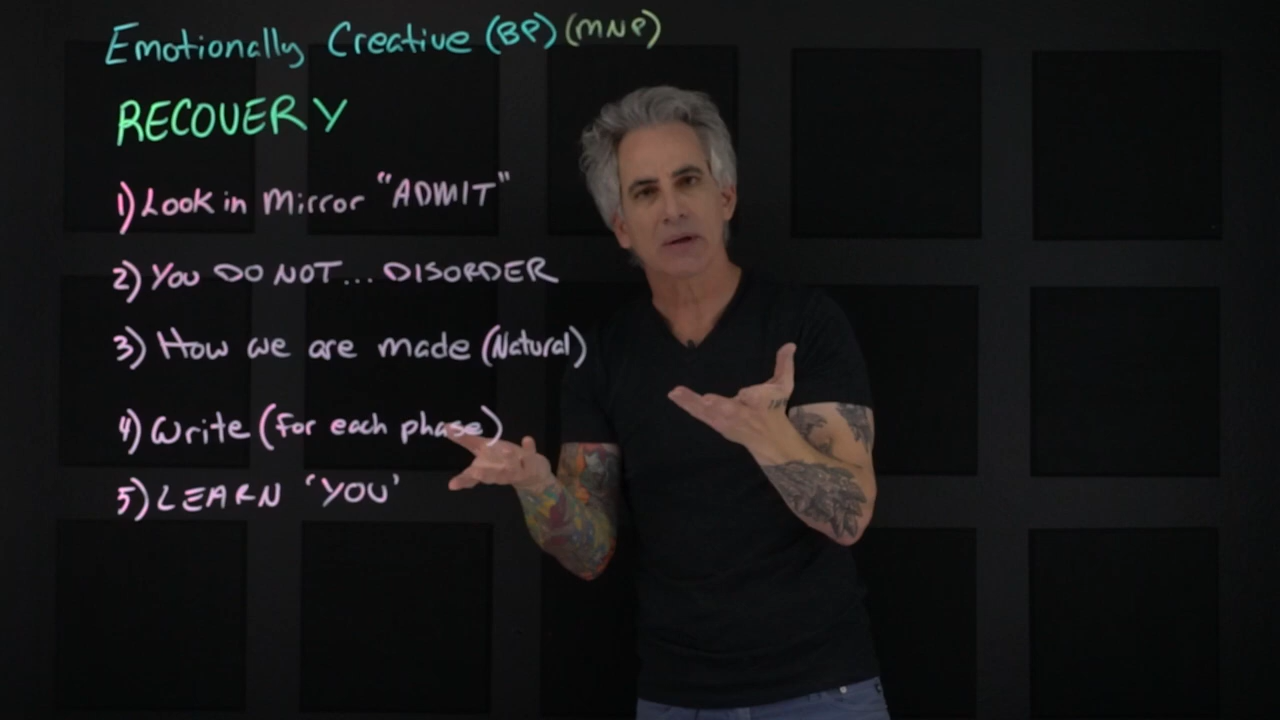 Emotionally Creative (BP) (MNP)
RECOVERY
1) Look in Mirror "ADMIT"
2) You DO NOT... DISORDER
3) How we are made (Natural)
4) Write (For each phase)
5) LEARN 'YOU'